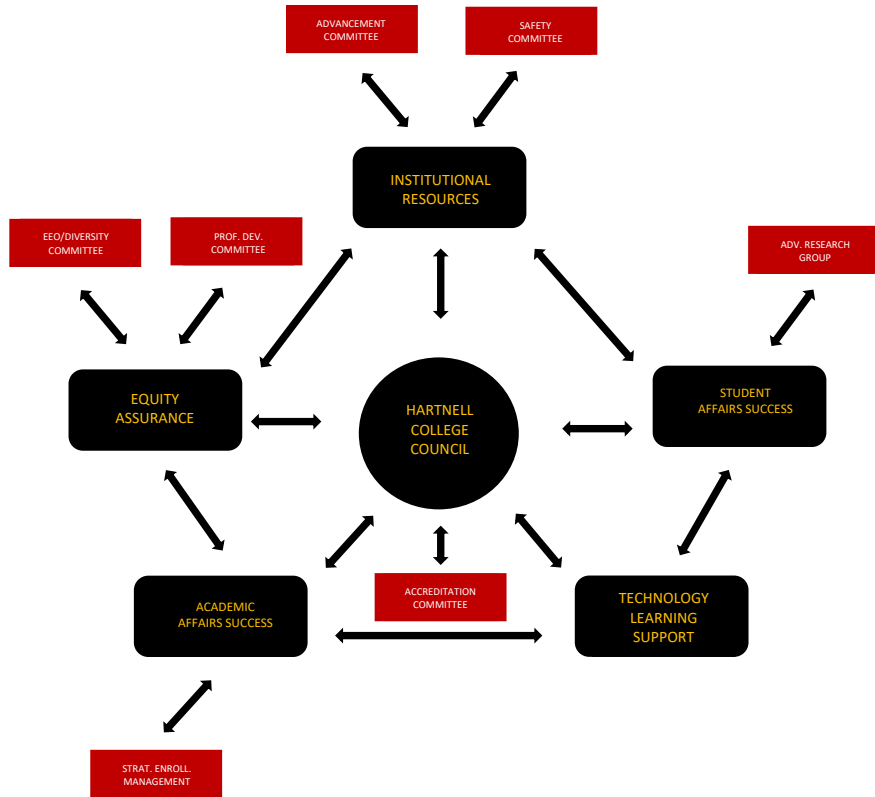 ADVANCEMENT
COMMITTEE
SAFETY
COMMITTEE
INSTITUTIONAL
RESOURCES
EEO/DIVERSITY
COMMITTEE
PROF. DEV.
COMMITTEE
ADV. RESEARCH
GROUP
EQUITY
ASSURANCE
HARTNELL
COLLEGE
COUNCIL
STUDENT
AFFAIRS SUCCESS
ACADEMIC
AFFAIRS SUCCESS
ACCREDITATION
COMMITTEE
TECHNOLOGY
LEARNING
SUPPORT
STRAT. ENROLL.
MANAGEMENT